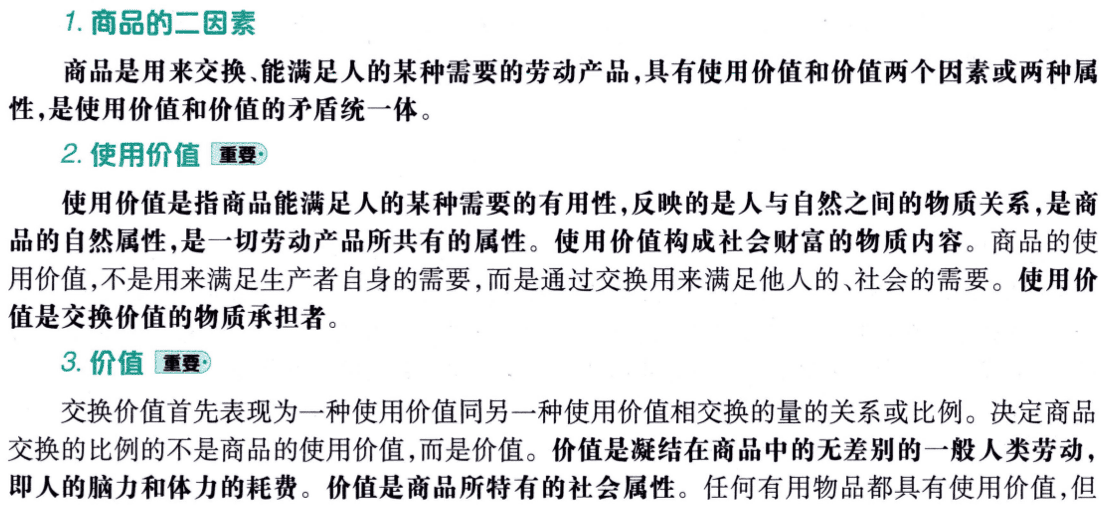 1. 商品的二因素
商品是用来交换、能满足人的某种需要的劳动产品,具有使用价值和价值两个因素或两种属
性,是使用价值和价值的矛盾统一体。
2. 使用价值 重要
使用价值是指商品能满足人的某种需要的有用性,反映的是人与自然之间的物质关系,是商
品的自然属性,是一切劳动产品所共有的属性。使用价值构成社会财富的物质内容。商品的使
用价值,不是用来满足生产者自身的需要,而是通过交换用来满足他人的、社会的需要。使用价
值是交换价值的物质承担者。
3. 价值 重要
交换价值首先表现为一种使用价值同另一种使用价值相交换的量的关系或比例。决定商品
交换的比例的不是商品的使用价值,而是价值。价值是凝结在商品中的无差别的一般人类劳动,
即人的脑力和体力的耗费。价值是商品所特有的社会属性。任何有用物品都具有使用价值,但